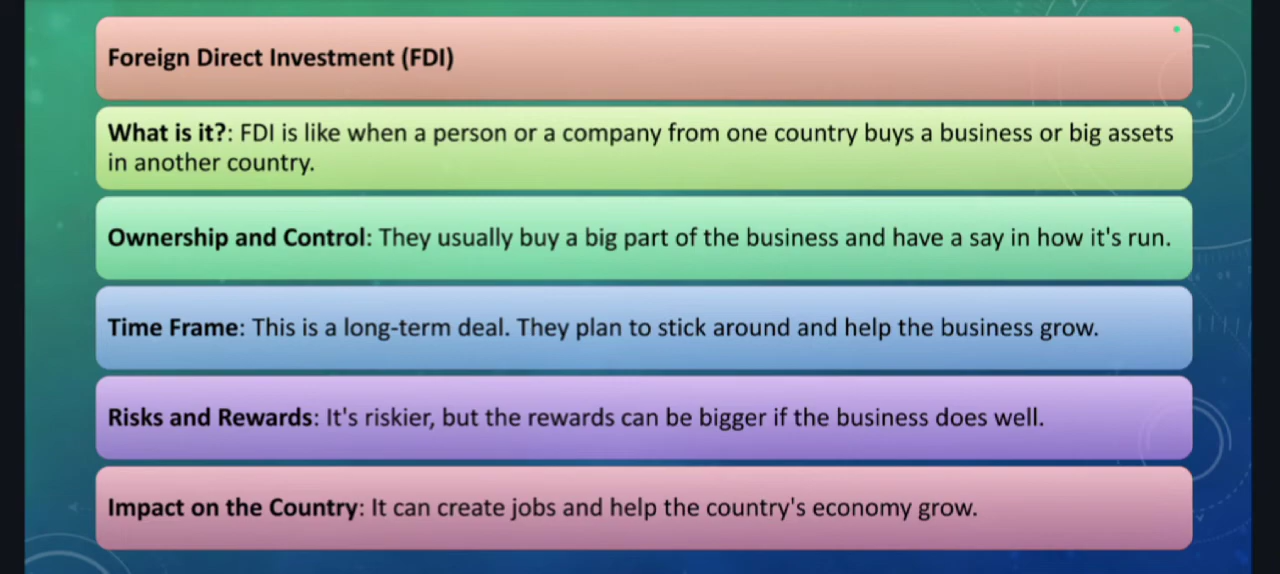 Foreign Direct Investment (FDI)
What is it?: FDI is like when a person or a company from one country buys a business or big assets
in another country.
Ownership and Control: They usually buy a big part of the business and have a say in how it's run.
Time Frame: This is a long-term deal. They plan to stick around and help the business grow.
Risks and Rewards: It's riskier, but the rewards can be bigger if the business does well.
Impact on the Country: It can create jobs and help the country's economy grow.